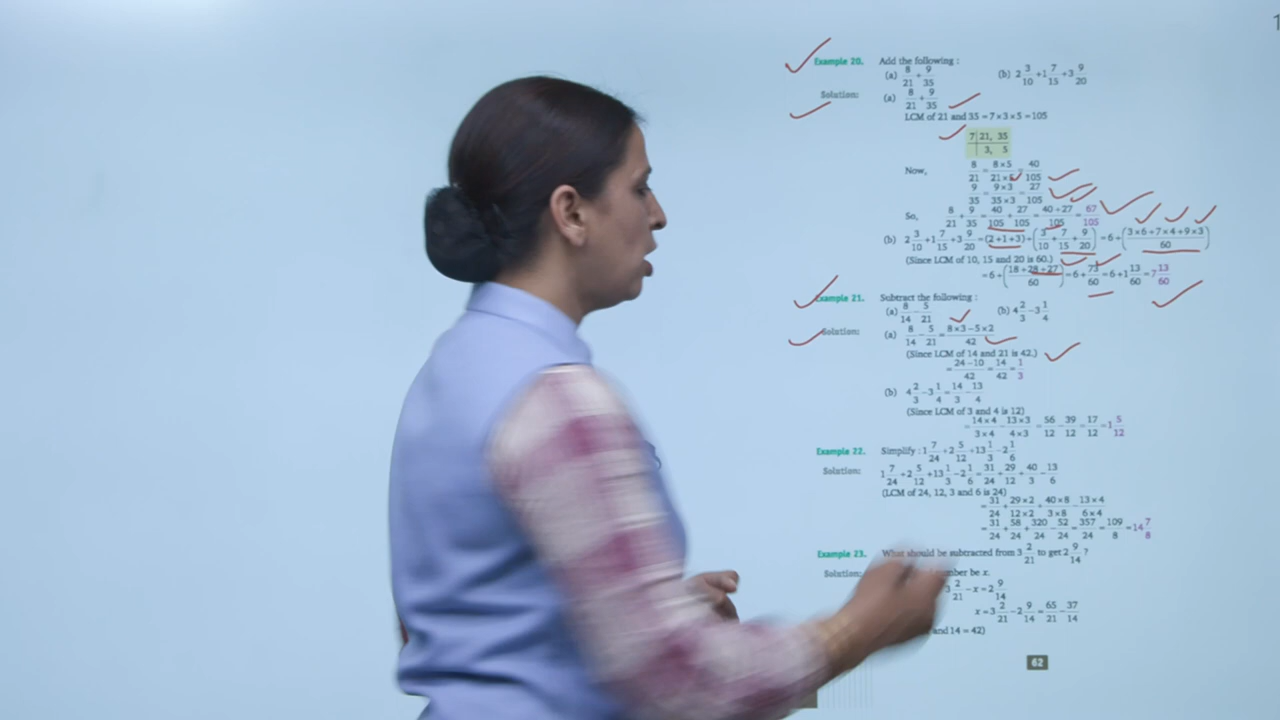 1
Example 20. Add the following :
(a) 8/21 + 9/35 (b) 2 3/10 + 1 7/15 + 3 9/20
Solution: (a) 8/21 + 9/35
LCM of 21 and 35 = 7 × 3 × 5 = 105
7 | 21, 35
3, 5
Now, 8/21 = 8×5/21×5 = 40/105
9/35 = 9×3/35×3 = 27/105
So, 8/21 + 9/35 = 40/105 + 27/105 = 40+27/105 = 67/105
(b) 2 3/10 + 1 7/15 + 3 9/20 = (2+1+3) + (3/10 + 7/15 + 9/20) = 6 + (3×6+7×4+9×3/60)
(Since LCM of 10, 15 and 20 is 60.)
= 6 + (18+28+27/60) = 6 + 73/60 = 6 + 1 13/60 = 7 13/60
Example 21. Subtract the following :
(a) 8/14 − 5/21 (b) 4 2/3 − 3 1/4
Solution: (a) 8/14 − 5/21 = 8×3−5×2/42
(Since LCM of 14 and 21 is 42.)
= 24−10/42 = 14/42 = 1/3
(b) 4 2/3 − 3 1/4 = 14/3 − 13/4
(Since LCM of 3 and 4 is 12)
= 14×4/3×4 − 13×3/4×3 = 56/12 − 39/12 = 17/12 = 1 5/12
Example 22. Simplify : 1 7/24 + 2 5/12 + 13 1/3 − 2 1/6
Solution: 1 7/24 + 2 5/12 + 13 1/3 − 2 1/6 = 31/24 + 29/12 + 40/3 − 13/6
(LCM of 24, 12, 3 and 6 is 24)
= 31/24 + 29×2/12×2 + 40×8/3×8 − 13×4/6×4
= 31/24 + 58/24 + 320/24 − 52/24 = 357/24 = 109/8 = 14 7/8
Example 23. What should be subtracted from 3 2/21 to get 2 9/14 ?
Solution: be x.
3 2/21 − x = 2 9/14
x = 3 2/21 − 2 9/14 = 65/21 − 37/14
and 14 = 42)
62